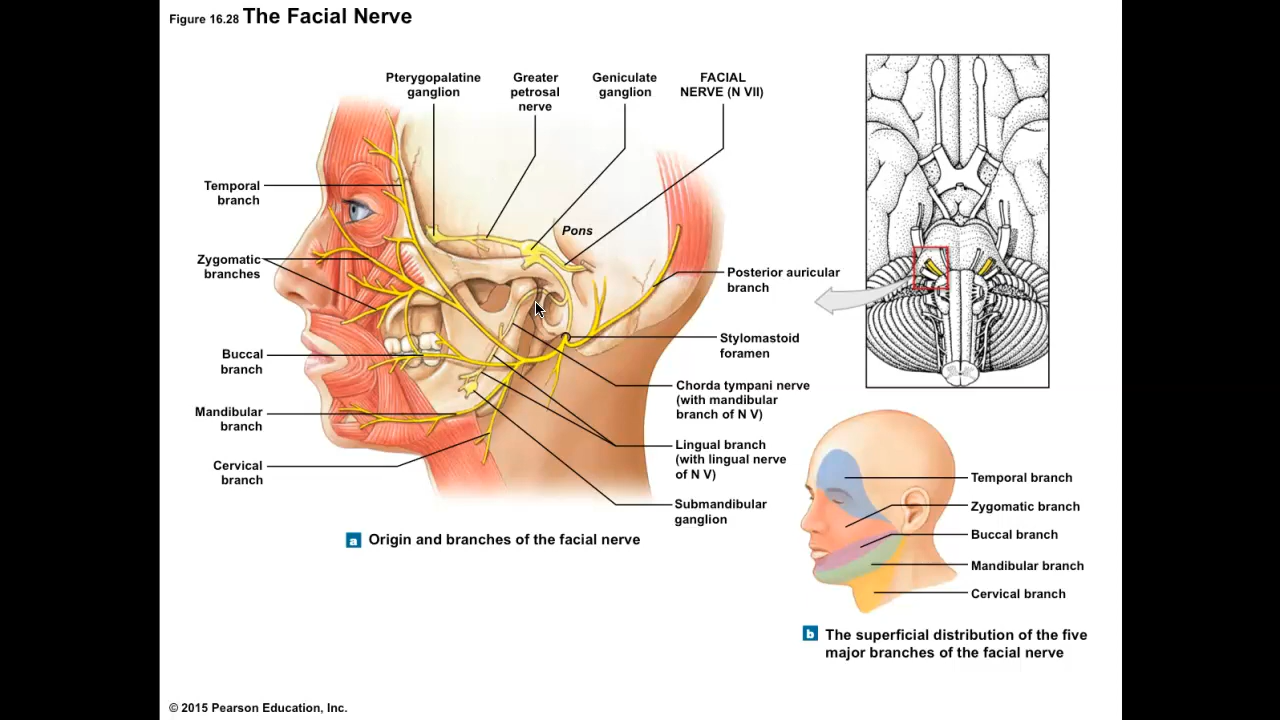 Figure 16.28 The Facial Nerve
Pterygopalatine
ganglion
Greater
petrosal
nerve
Geniculate
ganglion
FACIAL
NERVE (N VII)
Temporal
branch
Pons
Zygomatic
branches
Posterior auricular
branch
Stylomastoid
foramen
Buccal
branch
Chorda tympani nerve
(with mandibular
branch of N V)
Mandibular
branch
Lingual branch
(with lingual nerve
of N V)
Cervical
branch
Submandibular
ganglion
a Origin and branches of the facial nerve
Temporal branch
Zygomatic branch
Buccal branch
Mandibular branch
Cervical branch
b The superficial distribution of the five
major branches of the facial nerve
© 2015 Pearson Education, Inc.